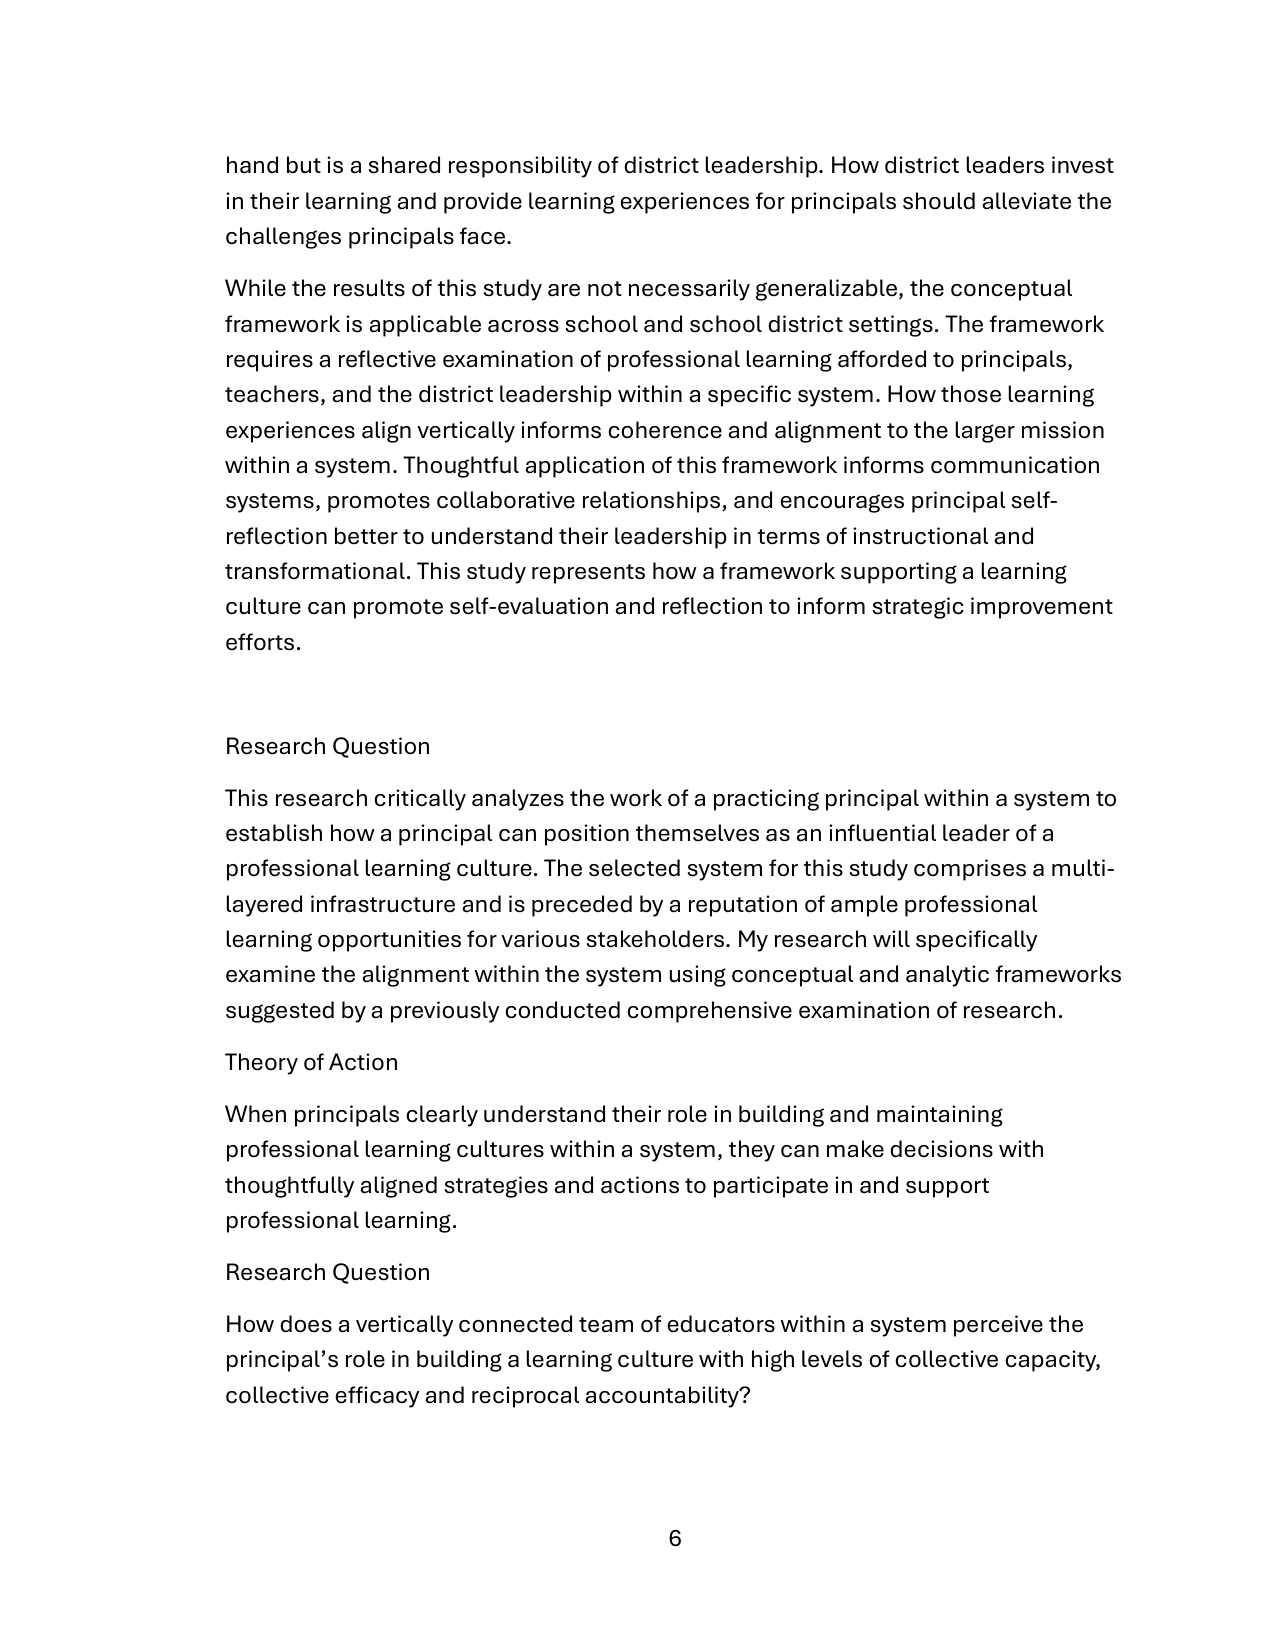 hand but is a shared responsibility of district leadership. How district leaders invest
in their learning and provide learning experiences for principals should alleviate the
challenges principals face.
While the results of this study are not necessarily generalizable, the conceptual
framework is applicable across school and school district settings. The framework
requires a reflective examination of professional learning afforded to principals,
teachers, and the district leadership within a specific system. How those learning
experiences align vertically informs coherence and alignment to the larger mission
within a system. Thoughtful application of this framework informs communication
systems, promotes collaborative relationships, and encourages principal self-
reflection better to understand their leadership in terms of instructional and
transformational. This study represents how a framework supporting a learning
culture can promote self-evaluation and reflection to inform strategic improvement
efforts.
Research Question
This research critically analyzes the work of a practicing principal within a system to
establish how a principal can position themselves as an influential leader of a
professional learning culture. The selected system for this study comprises a multi-
layered infrastructure and is preceded by a reputation of ample professional
learning opportunities for various stakeholders. My research will specifically
examine the alignment within the system using conceptual and analytic frameworks
suggested by a previously conducted comprehensive examination of research.
Theory of Action
When principals clearly understand their role in building and maintaining
professional learning cultures within a system, they can make decisions with
thoughtfully aligned strategies and actions to participate in and support
professional learning.
Research Question
How does a vertically connected team of educators within a system perceive the
principal’s role in building a learning culture with high levels of collective capacity,
collective efficacy and reciprocal accountability?
6